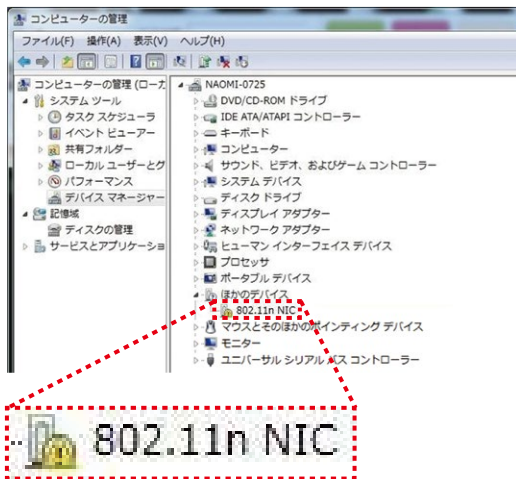 コンピューターの管理
ファイル(F) 操作(A) 表示(V) ヘルプ(H)
コンピューターの管理 (ローカ
システム ツール
タスク スケジューラ
イベント ビューアー
共有フォルダー
ローカル ユーザーとグ
パフォーマンス
デバイス マネージャー
記憶域
ディスクの管理
サービスとアプリケーショ
NAOMI-0725
DVD/CD-ROM ドライブ
IDE ATA/ATAPI コントローラー
キーボード
コンピューター
サウンド、ビデオ、およびゲーム コントローラー
システム デバイス
ディスク ドライブ
ディスプレイ アダプター
ネットワーク アダプター
ヒューマン インターフェイス デバイス
プロセッサ
ポータブル デバイス
ほかのデバイス
802.11n NIC
マウスとそのほかのポインティング デバイス
モニター
ユニバーサル シリアル バス コントローラー
802.11n NIC